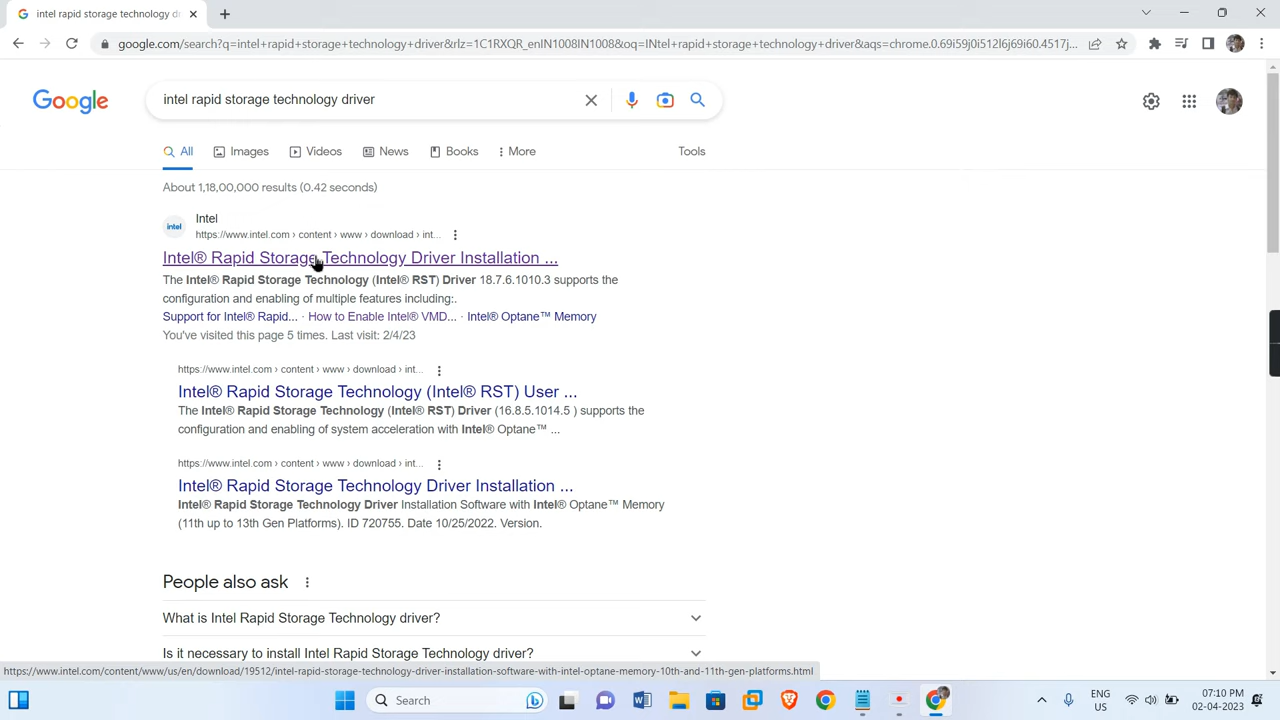 intel rapid storage technology d
google.com/search?q=intel+rapid+storage+technology+driver&rlz=1C1RXQR_enIN1008IN1008&oq=INtel+rapid+storage+technology+driver&aqs=chrome.0.69i59j0i512l6j69i60.4517j...
Google
intel rapid storage technology driver
All
Images
Videos
News
Books
More
Tools
About 1,18,00,000 results (0.42 seconds)
intel
Intel
https://www.intel.com › content › www › download › int...
Intel® Rapid Storage Technology Driver Installation ...
The Intel® Rapid Storage Technology (Intel® RST) Driver 18.7.6.1010.3 supports the
configuration and enabling of multiple features including:.
Support for Intel® Rapid... · How to Enable Intel® VMD... · Intel® Optane™ Memory
You've visited this page 5 times. Last visit: 2/4/23
https://www.intel.com › content › www › download › int...
Intel® Rapid Storage Technology (Intel® RST) User ...
The Intel® Rapid Storage Technology (Intel® RST) Driver (16.8.5.1014.5 ) supports the
configuration and enabling of system acceleration with Intel® Optane™ ...
https://www.intel.com › content › www › download › int...
Intel® Rapid Storage Technology Driver Installation ...
Intel® Rapid Storage Technology Driver Installation Software with Intel® Optane™ Memory
(11th up to 13th Gen Platforms). ID 720755. Date 10/25/2022. Version.
People also ask
What is Intel Rapid Storage Technology driver?
Is it necessary to install Intel Rapid Storage Technology driver?
https://www.intel.com/content/www/us/en/download/19512/intel-rapid-storage-technology-driver-installation-software-with-intel-optane-memory-10th-and-11th-gen-platforms.html
Search
ENG
US
07:10 PM
02-04-2023